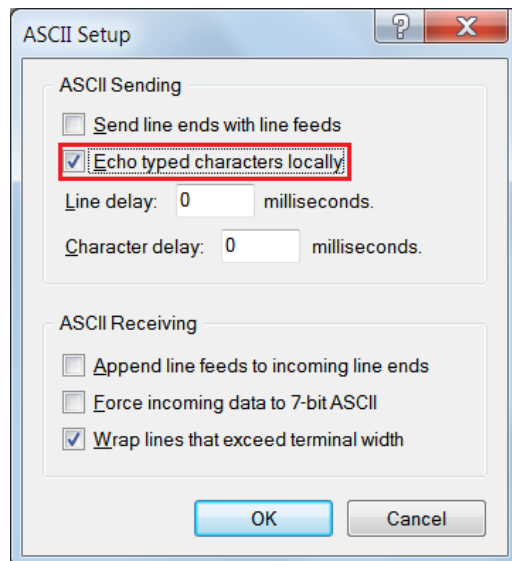 ASCII Setup
ASCII Sending
Send line ends with line feeds
Echo typed characters locally
Line delay: 0 milliseconds.
Character delay: 0 milliseconds.
ASCII Receiving
Append line feeds to incoming line ends
Force incoming data to 7-bit ASCII
Wrap lines that exceed terminal width
OK Cancel